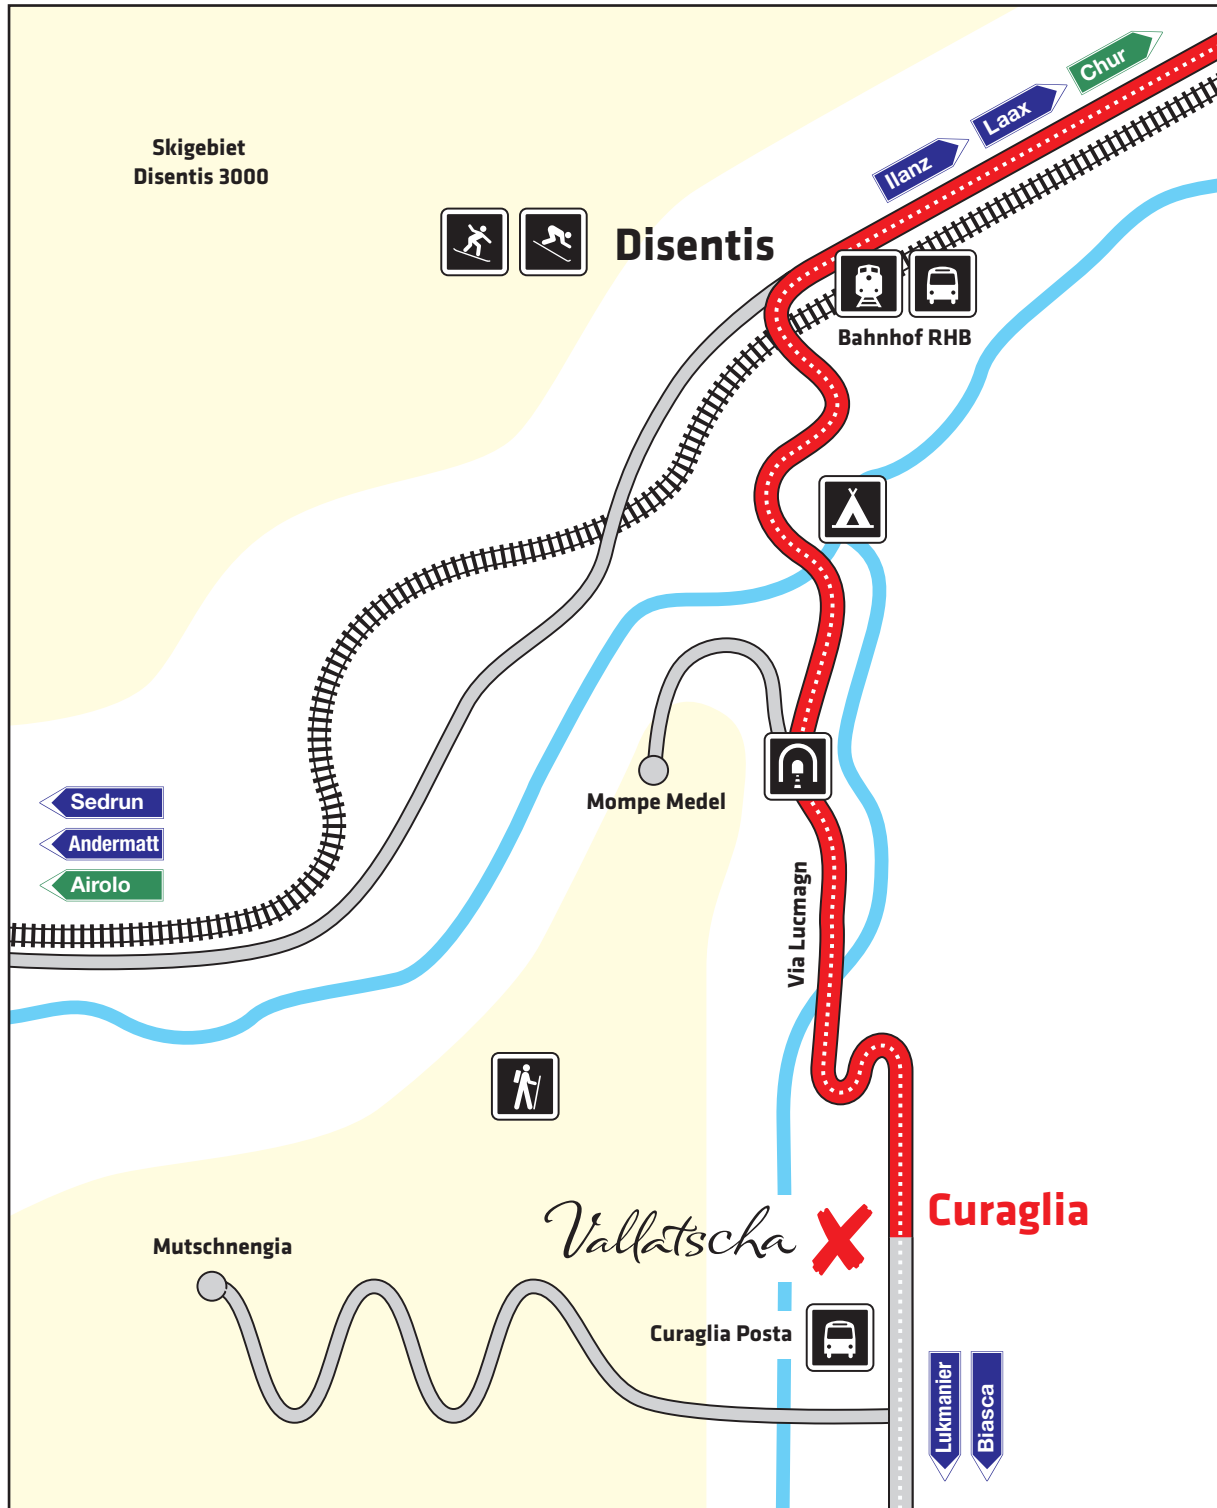 Chur
Laax
Ilanz
Skigebiet
Disentis 3000
Disentis
Bahnhof RHB
Mompe Medel
Sedrun
Andermatt
Airolo
Via Lucmagn
Vallatscha
Curaglia
Mutschnengia
Curaglia Posta
Lukmanier
Biasca